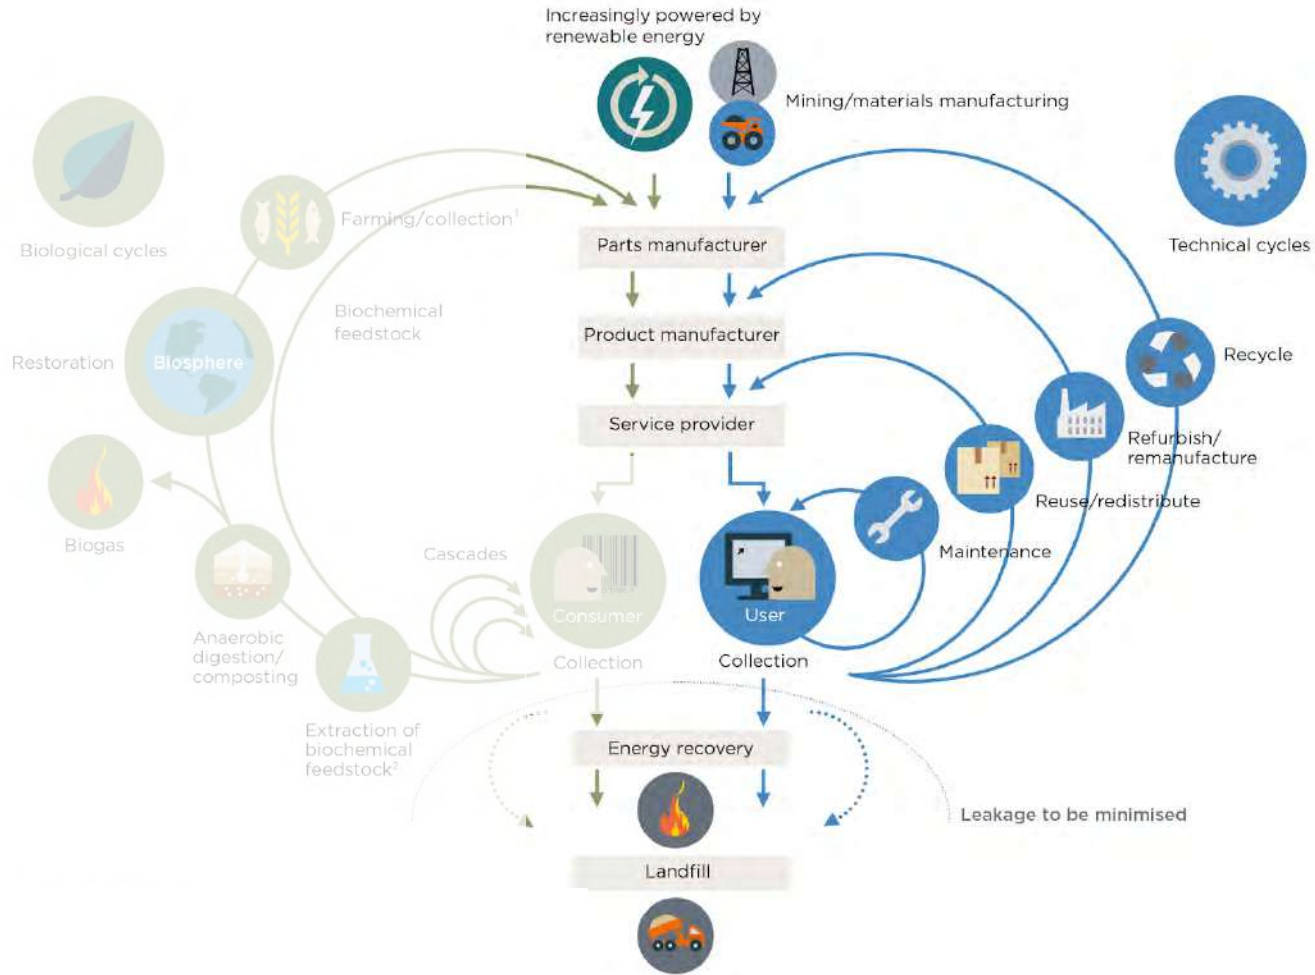 Increasingly powered by
renewable energy
Mining/materials manufacturing
Biological cycles
Farming/collection¹
Technical cycles
Parts manufacturer
Biochemical
feedstock
Product manufacturer
Restoration
Biosphere
Recycle
Service provider
Refurbish/
remanufacture
Reuse/redistribute
Biogas
Cascades
Maintenance
Consumer
User
Anaerobic
digestion/
composting
Collection
Collection
Extraction of
biochemical
feedstock²
Energy recovery
Leakage to be minimised
Landfill